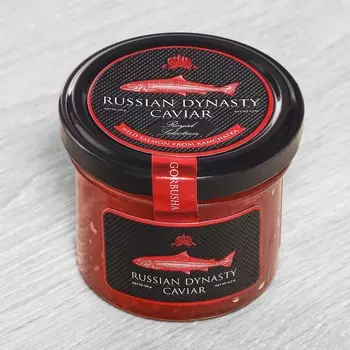 RUSSIAN DYNASTY
CAVIAR
Royal
Selection
WILD SALMON FROM KAMCHATKA
GORBUSHA
RUSSIAN DYNASTY
CAVIAR